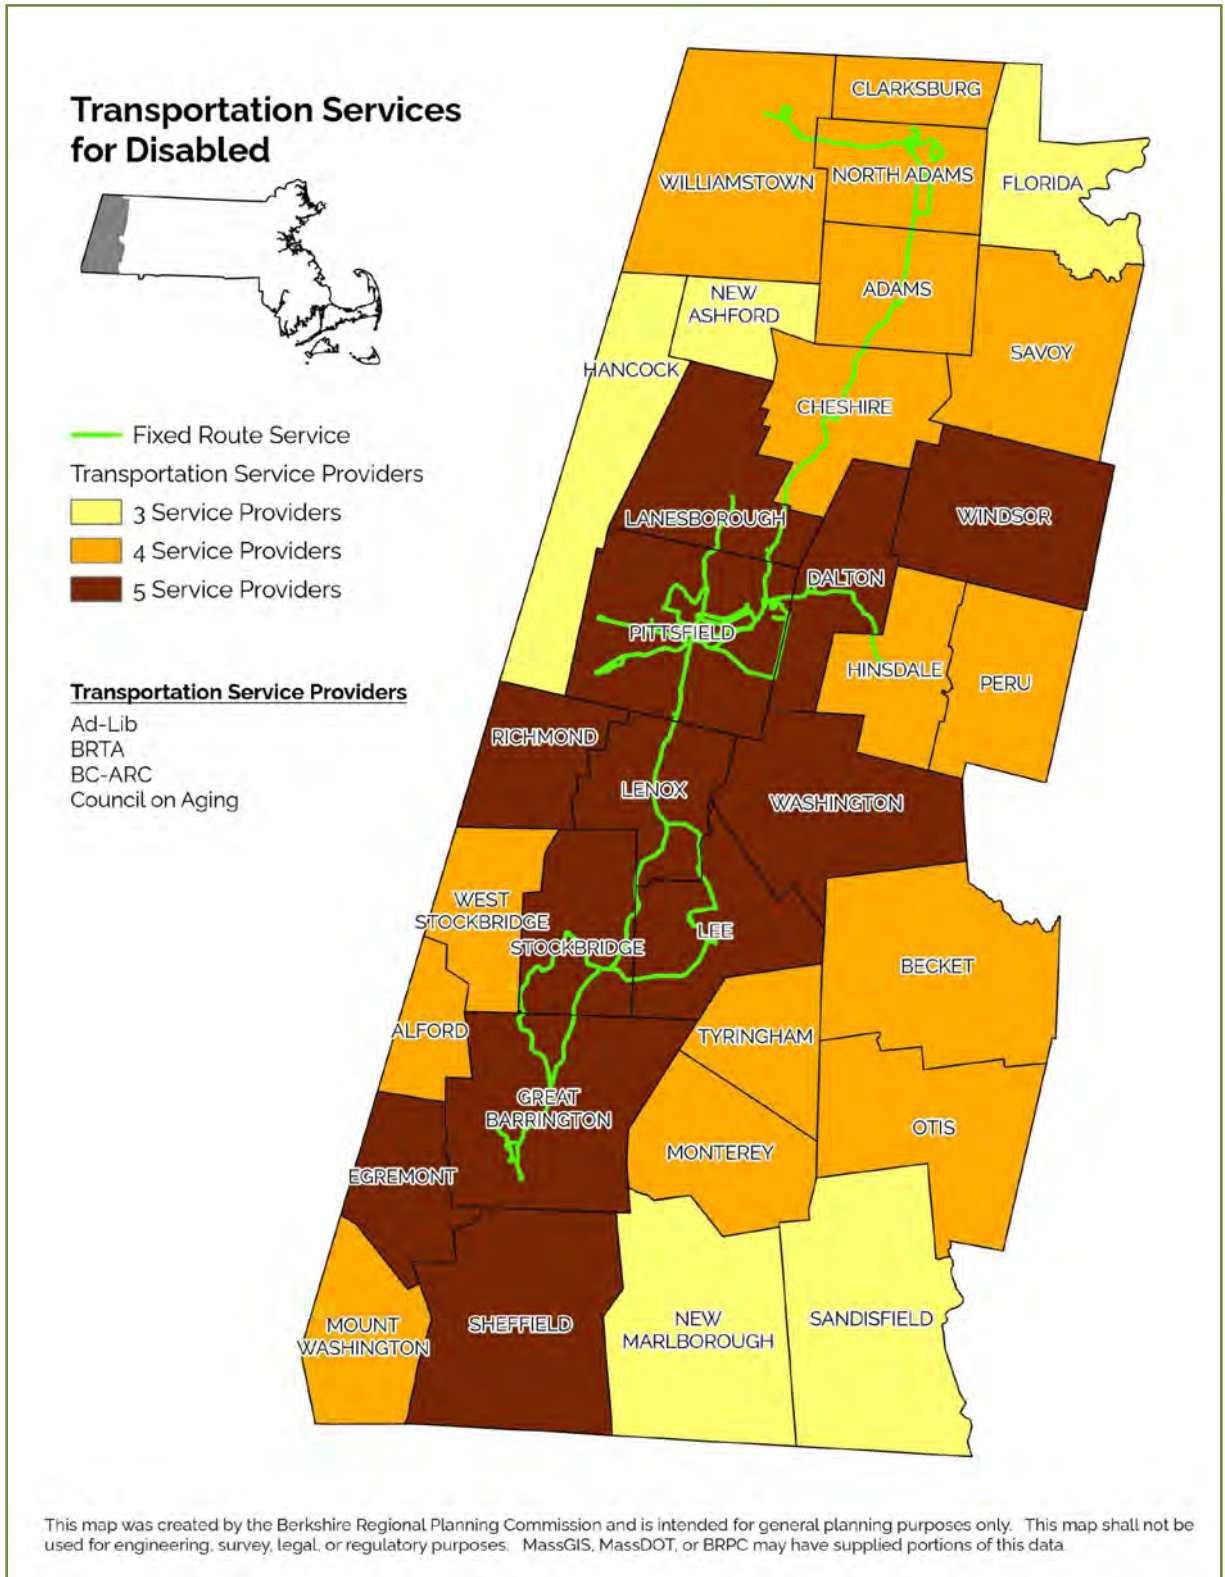 Transportation Services
for Disabled
Fixed Route Service
Transportation Service Providers
3 Service Providers
4 Service Providers
5 Service Providers
Transportation Service Providers
Ad-Lib
BRTA
BC-ARC
Council on Aging
CLARKSBURG
WILLIAMSTOWN
NORTH ADAMS
FLORIDA
ADAMS
NEW
ASHFORD
SAVOY
HANCOCK
CHESHIRE
LANESBOROUGH
WINDSOR
DALTON
PITTSFIELD
HINSDALE
PERU
RICHMOND
LENOX
WASHINGTON
WEST
STOCKBRIDGE
STOCKBRIDGE
LEE
BECKET
ALFORD
TYRINGHAM
GREAT
BARRINGTON
OTIS
MONTEREY
EGREMONT
MOUNT
WASHINGTON
SHEFFIELD
NEW
MARLBOROUGH
SANDISFIELD
This map was created by the Berkshire Regional Planning Commission and is intended for general planning purposes only. This map shall not be
used for engineering, survey, legal, or regulatory purposes. MassGIS, MassDOT, or BRPC may have supplied portions of this data.